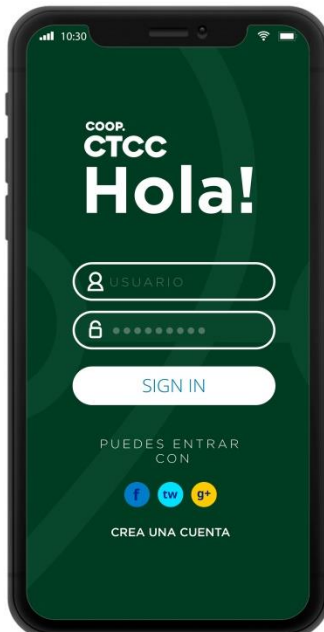 10:30
COOP.
CTCC
Hola!
USUARIO
SIGN IN
PUEDES ENTRAR
CON
f tw g+
CREA UNA CUENTA